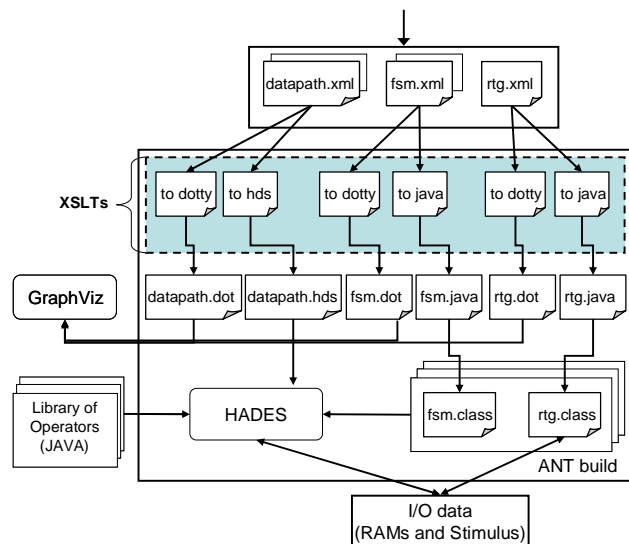 datapath.xml
fsm.xml
rtg.xml
XSLTs
to dotty
to hds
to dotty
to java
to dotty
to java
GraphViz
datapath.dot
datapath.hds
fsm.dot
fsm.java
rtg.dot
rtg.java
Library of
Operators
(JAVA)
HADES
fsm.class
rtg.class
ANT build
I/O data
(RAMs and Stimulus)